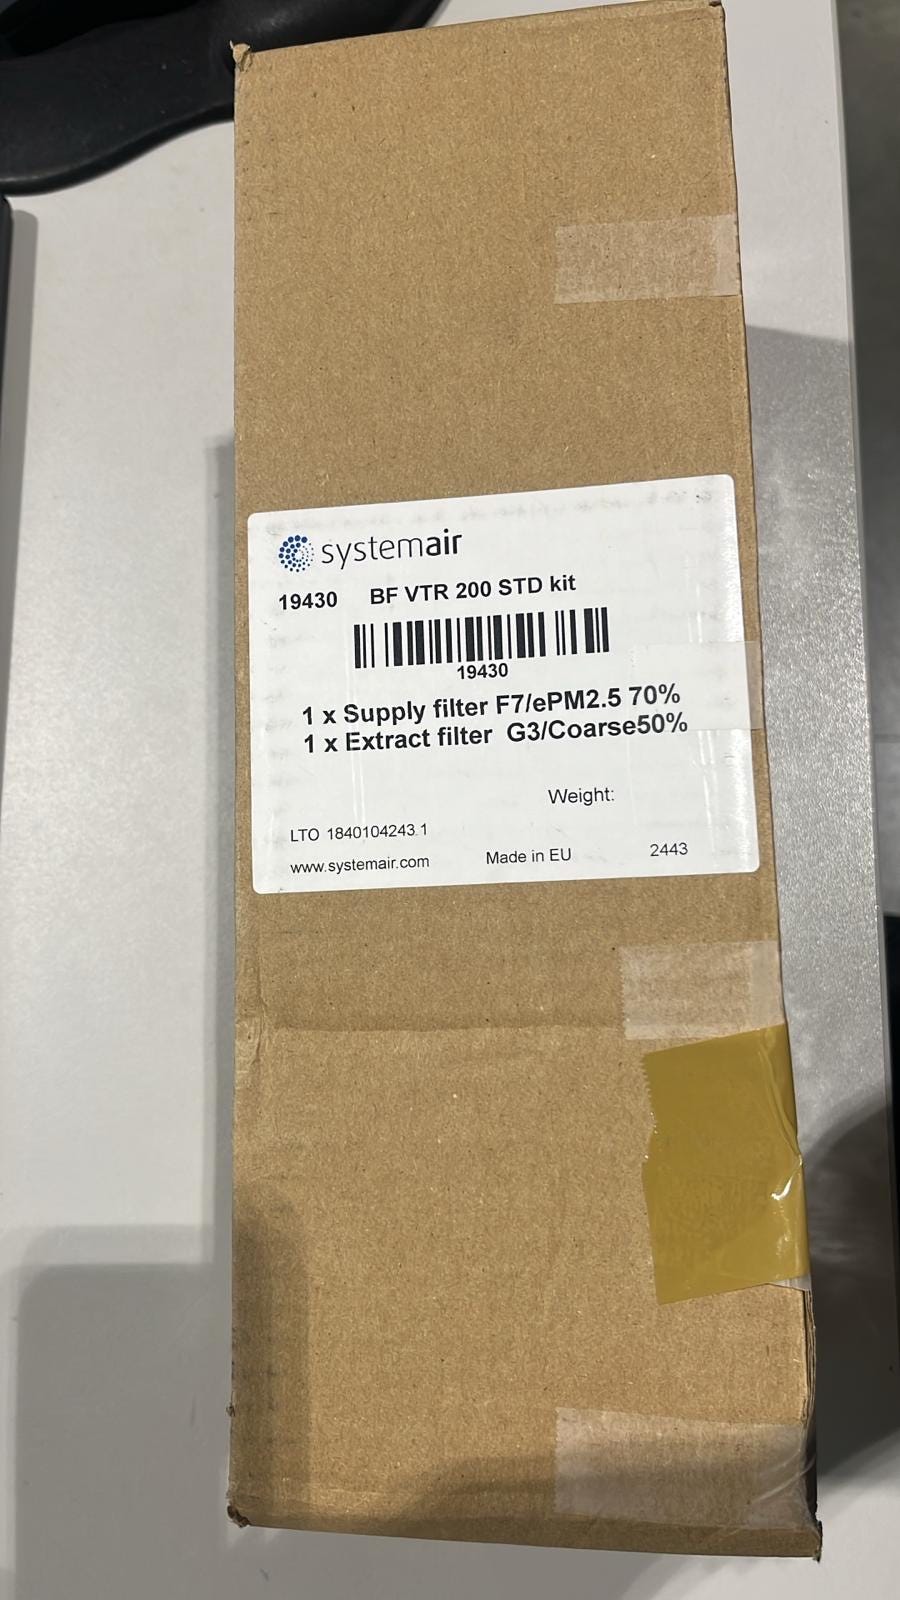 systemair
19430 BF VTR 200 STD kit
19430
1 x Supply filter F7/ePM2.5 70%
1 x Extract filter G3/Coarse50%
Weight:
LTO 1840104243.1
www.systemair.com Made in EU 2443